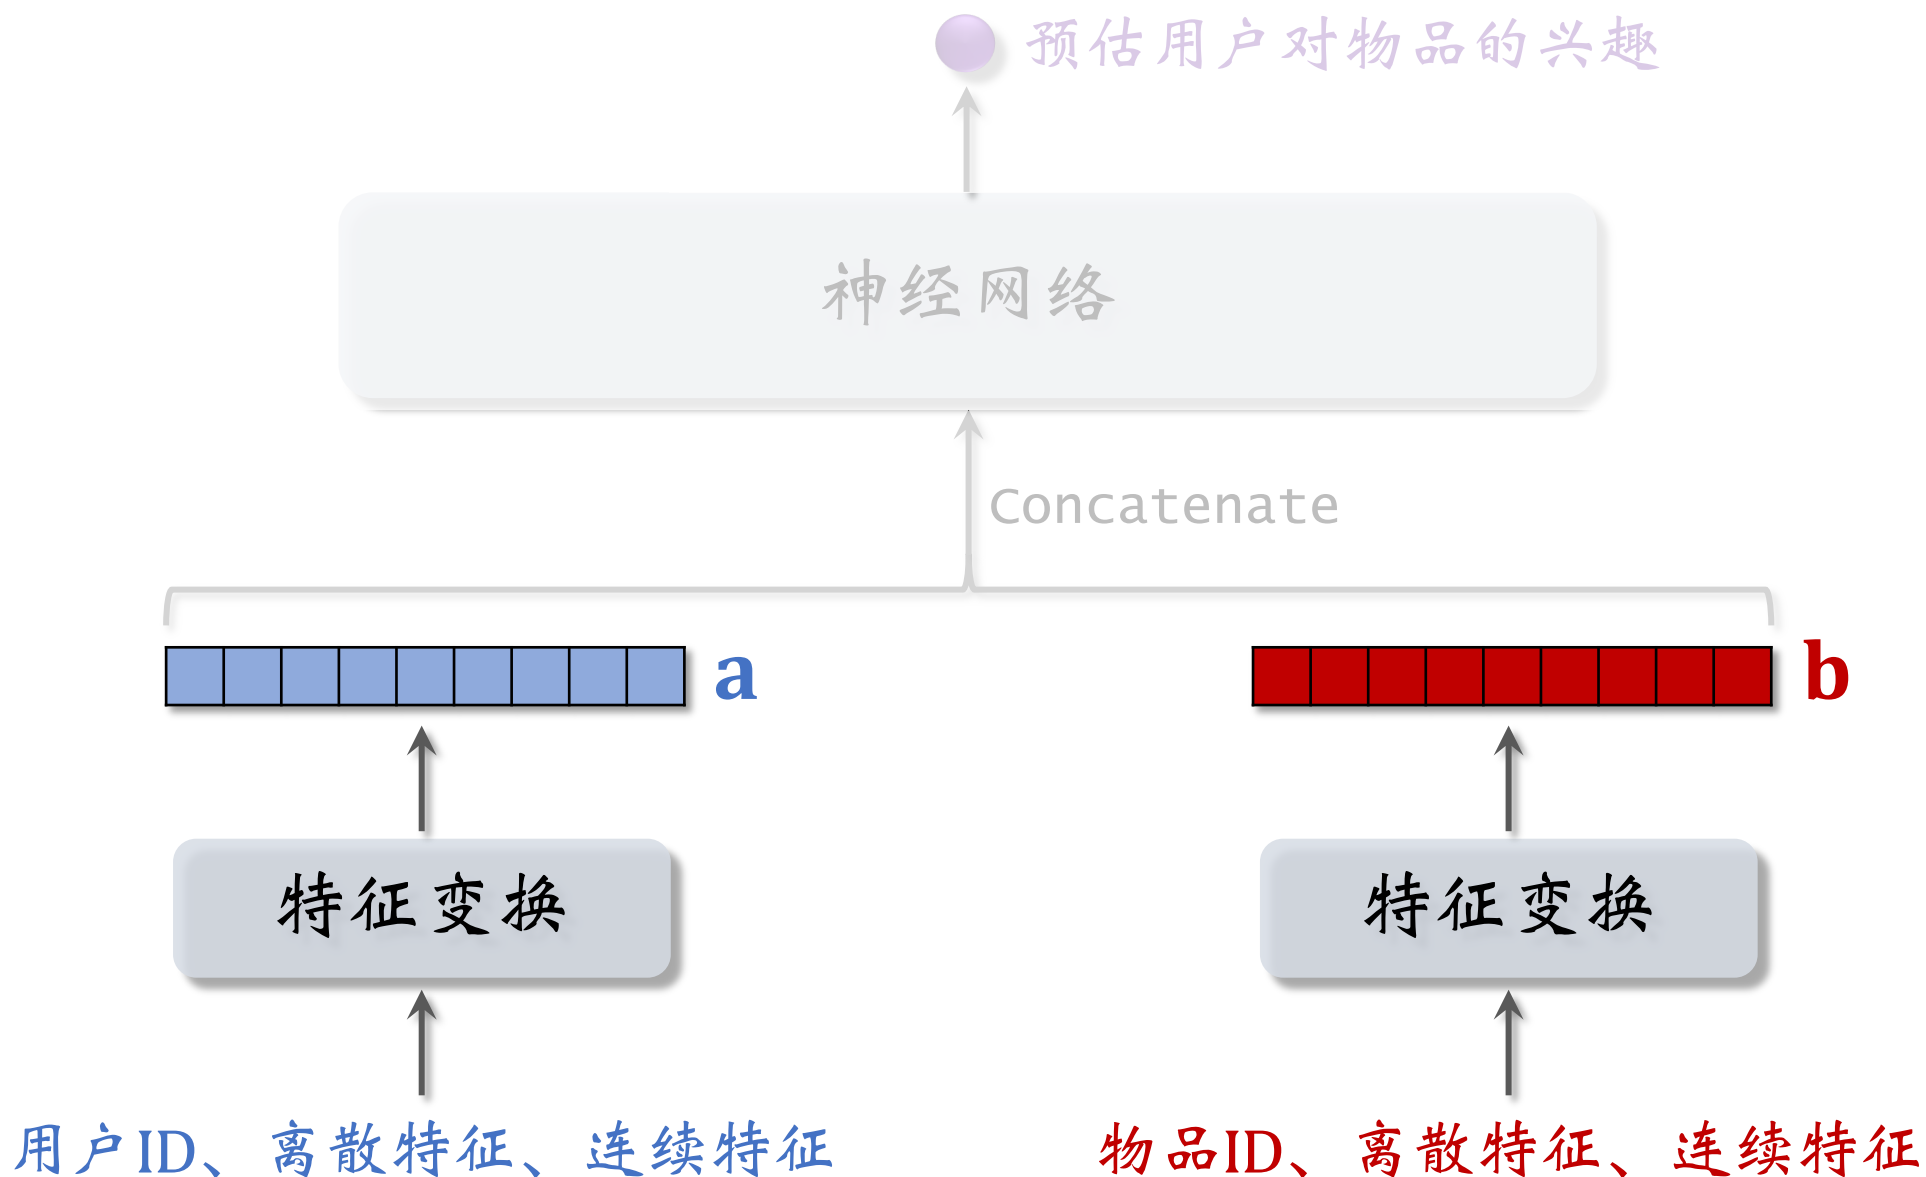 预估用户对物品的兴趣
神经网络
Concatenate
a
b
特征变换
特征变换
用户ID、离散特征、连续特征
物品ID、离散特征、连续特征